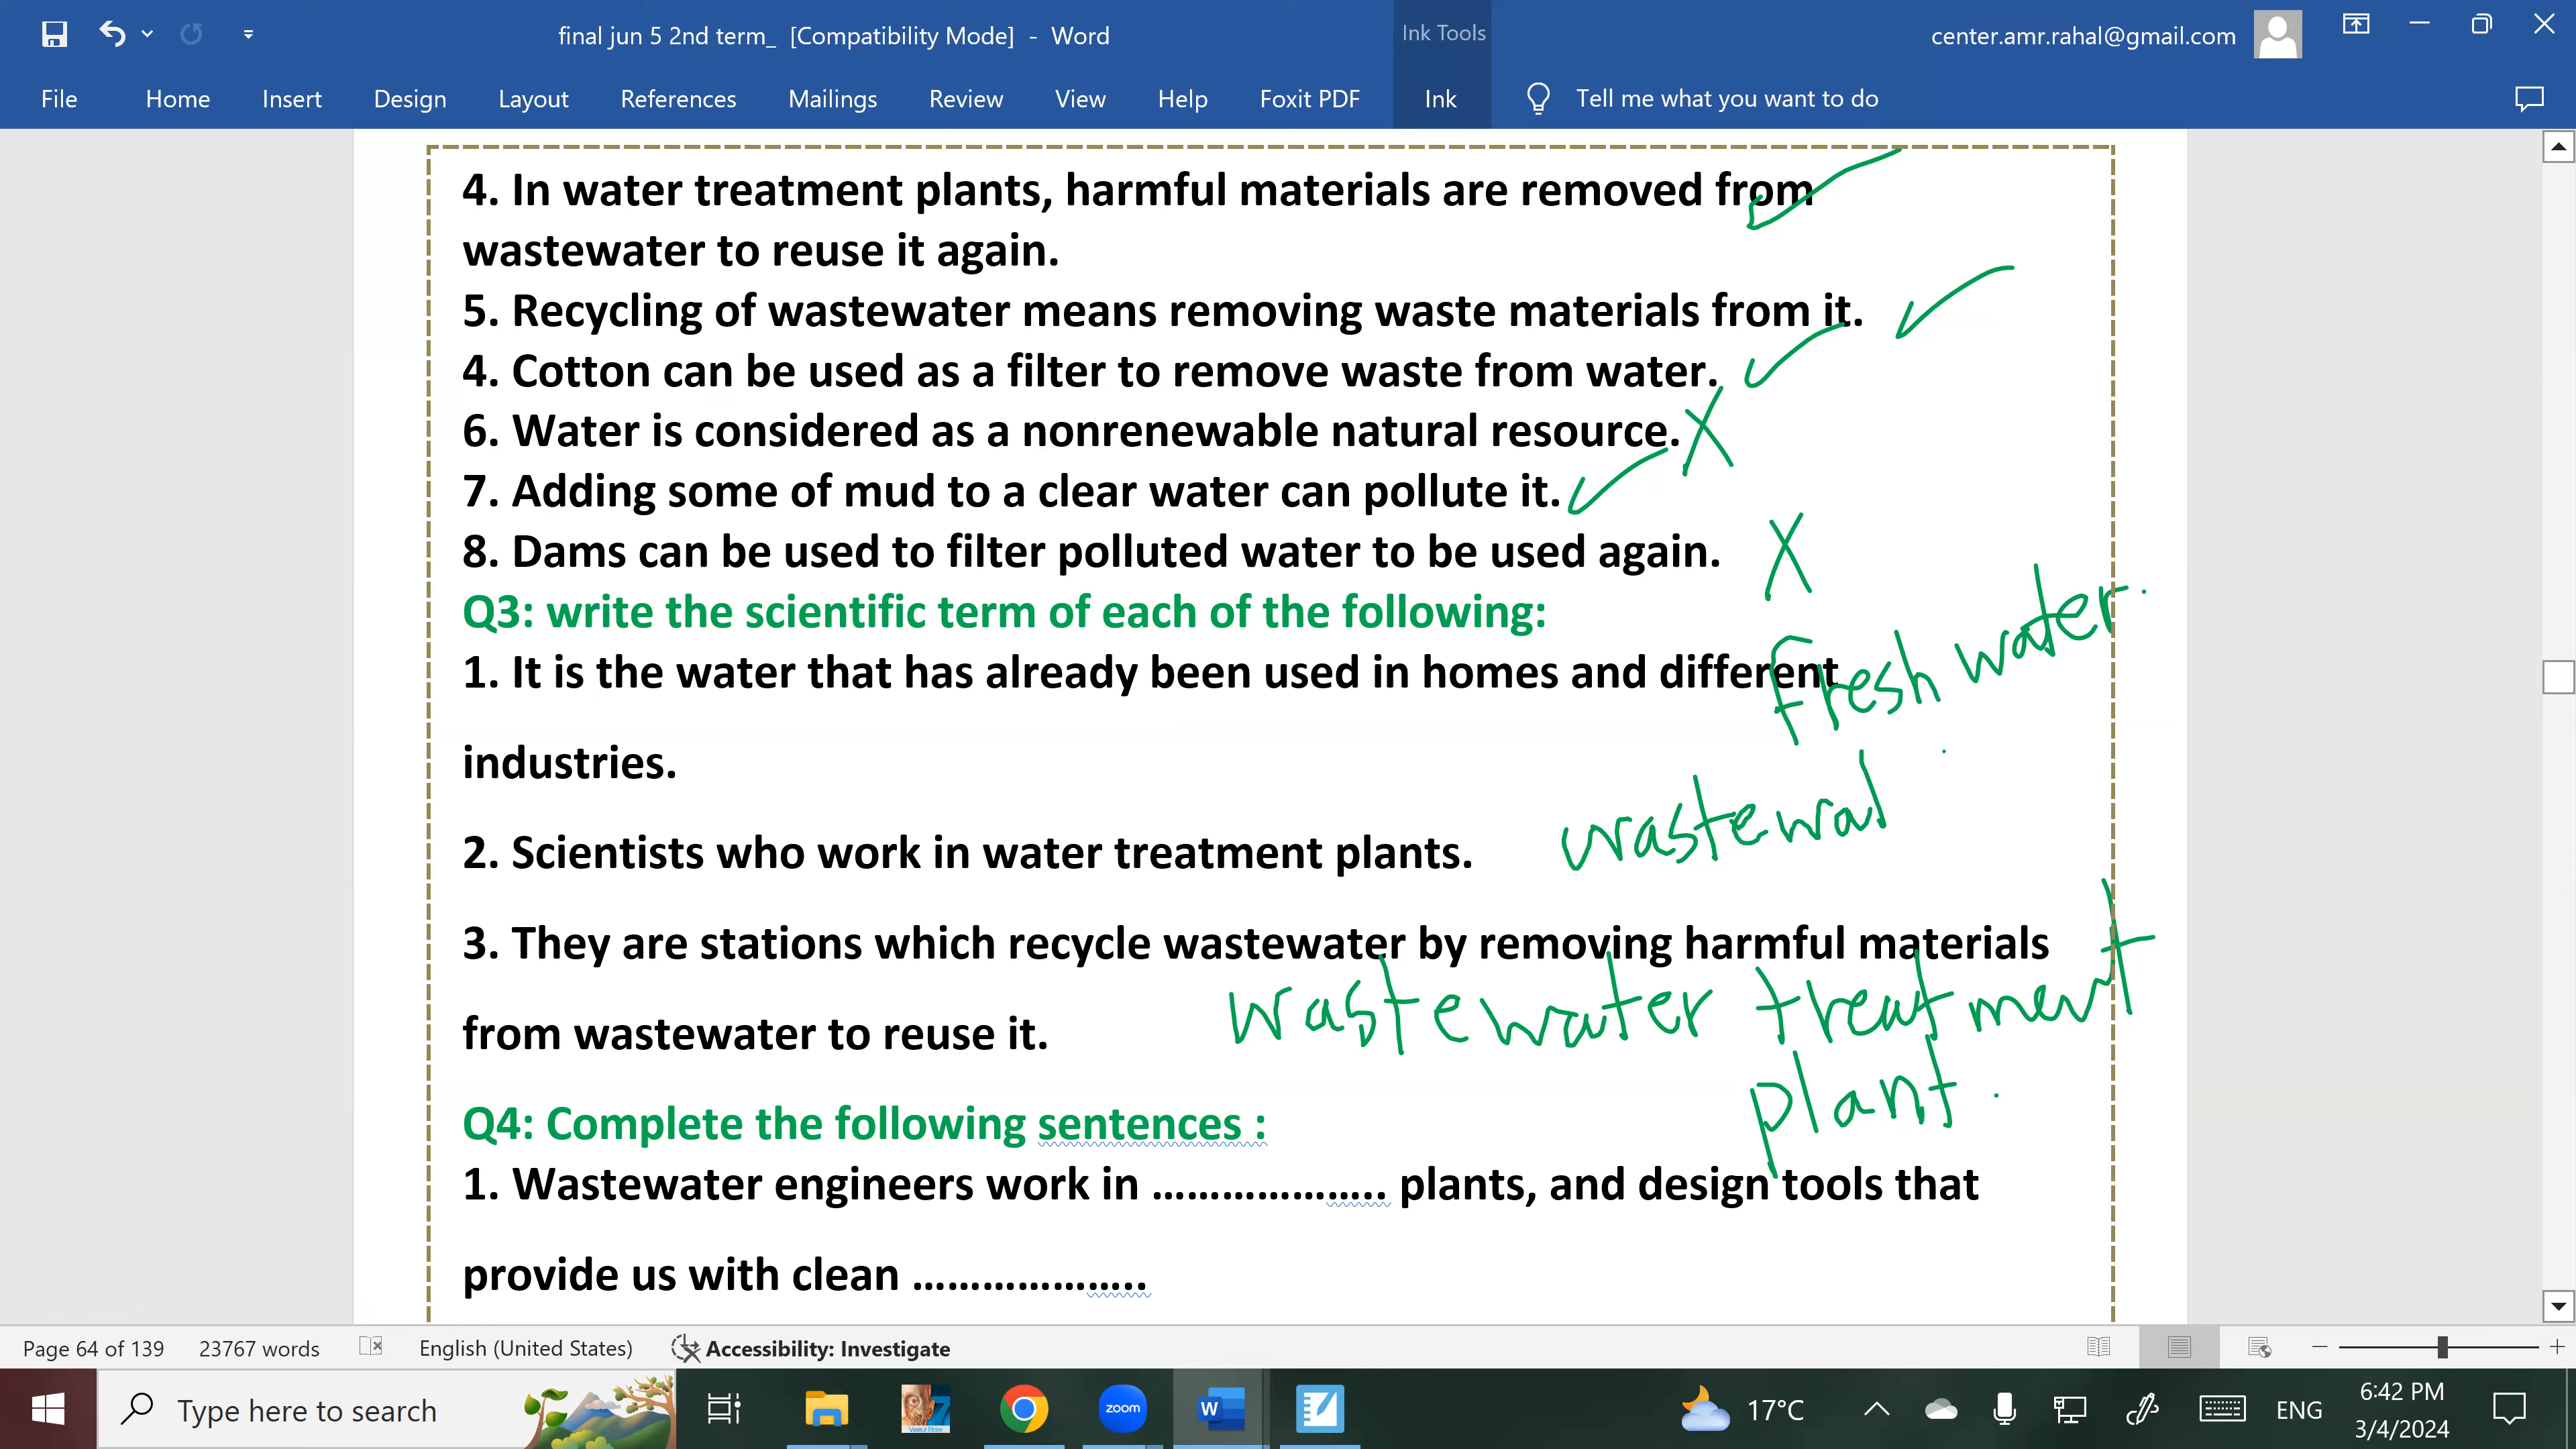 final jun 5 2nd term_ [Compatibility Mode] - Word
Ink Tools
center.amr.rahal@gmail.com
File Home Insert Design Layout References Mailings Review View Help Foxit PDF Ink Tell me what you want to do
4. In water treatment plants, harmful materials are removed from
wastewater to reuse it again.
5. Recycling of wastewater means removing waste materials from it.
4. Cotton can be used as a filter to remove waste from water.
6. Water is considered as a nonrenewable natural resource. X
7. Adding some of mud to a clear water can pollute it.
8. Dams can be used to filter polluted water to be used again. X
Q3: write the scientific term of each of the following:
fresh water.
1. It is the water that has already been used in homes and different
industries.
wastewat
2. Scientists who work in water treatment plants.
3. They are stations which recycle wastewater by removing harmful materials
from wastewater to reuse it.
wastewater treatment
plant.
Q4: Complete the following sentences :
1. Wastewater engineers work in ………………….. plants, and design tools that
provide us with clean …………………..
Page 64 of 139 23767 words English (United States) Accessibility: Investigate
Type here to search
zoom
W
17°C
ENG
6:42 PM
3/4/2024